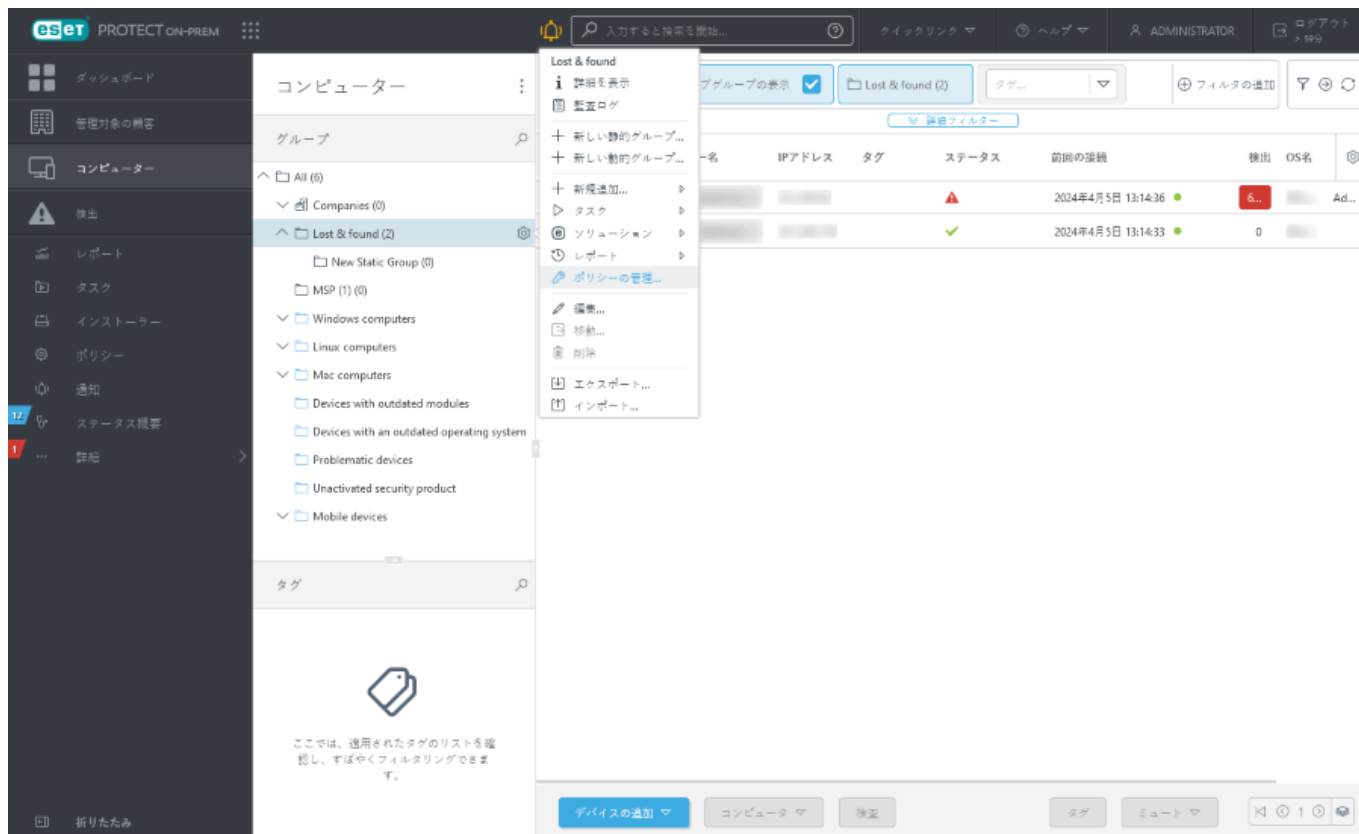 eset PROTECT ON-PREM
入力すると検索を開始...
クイックリンク
ヘルプ
ADMINISTRATOR
ログアウト
> 59分
ダッシュボード
管理対象の顧客
コンピューター
検出
レポート
タスク
インストーラー
ポリシー
通知
12
ステータス概要
1
詳細
折りたたみ
コンピューター
グループ
All (6)
Companies (0)
Lost & found (2)
New Static Group (0)
MSP (1) (0)
Windows computers
Linux computers
Mac computers
Devices with outdated modules
Devices with an outdated operating system
Problematic devices
Unactivated security product
Mobile devices
タグ
ここでは、適用されたタグのリストを確
認し、すばやくフィルタリングできま
す。
Lost & found
詳細を表示
監査ログ
新しい静的グループ...
新しい動的グループ...
新規追加...
タスク
ソリューション
レポート
ポリシーの管理...
編集...
移動...
削除
エクスポート...
インポート...
ブグループの表示
Lost & found (2)
タグ...
フィルタの追加
詳細フィルター
ー名 IPアドレス タグ ステータス 前回の接続 検出 OS名
2024年4月5日 13:14:36 6... Ad...
2024年4月5日 13:14:33 0
デバイスの追加
コンピュータ
検査
タグ
ミュート
1